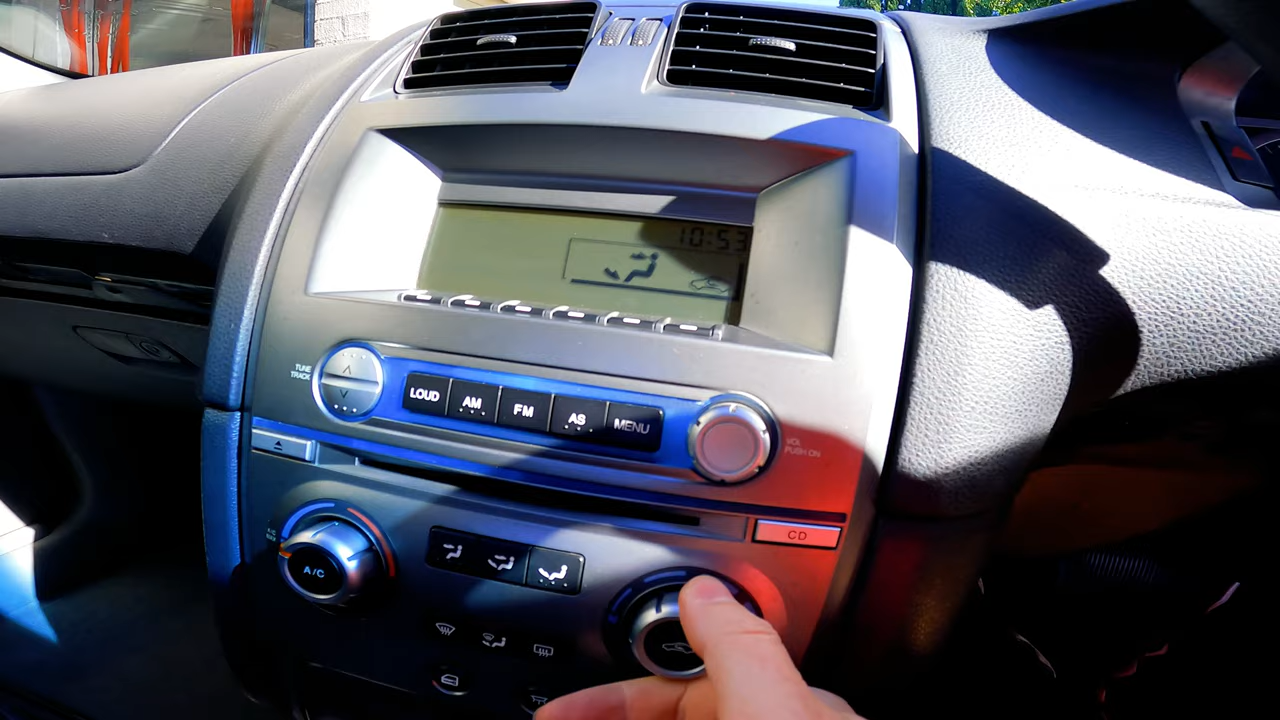 10:53
TUNE
TRACK
LOUD
AM
FM
AS
MENU
VOL
PUSH ON
CD
A/C